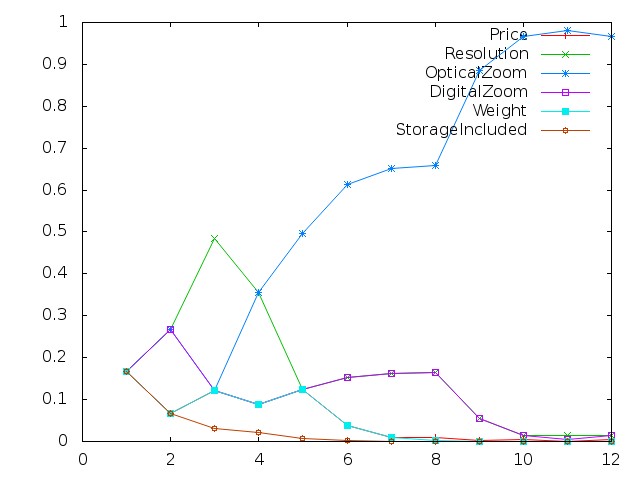 1
0.9
0.8
0.7
0.6
0.5
0.4
0.3
0.2
0.1
0
0 2 4 6 8 10 12
Price
Resolution
OpticalZoom
DigitalZoom
Weight
StorageIncluded